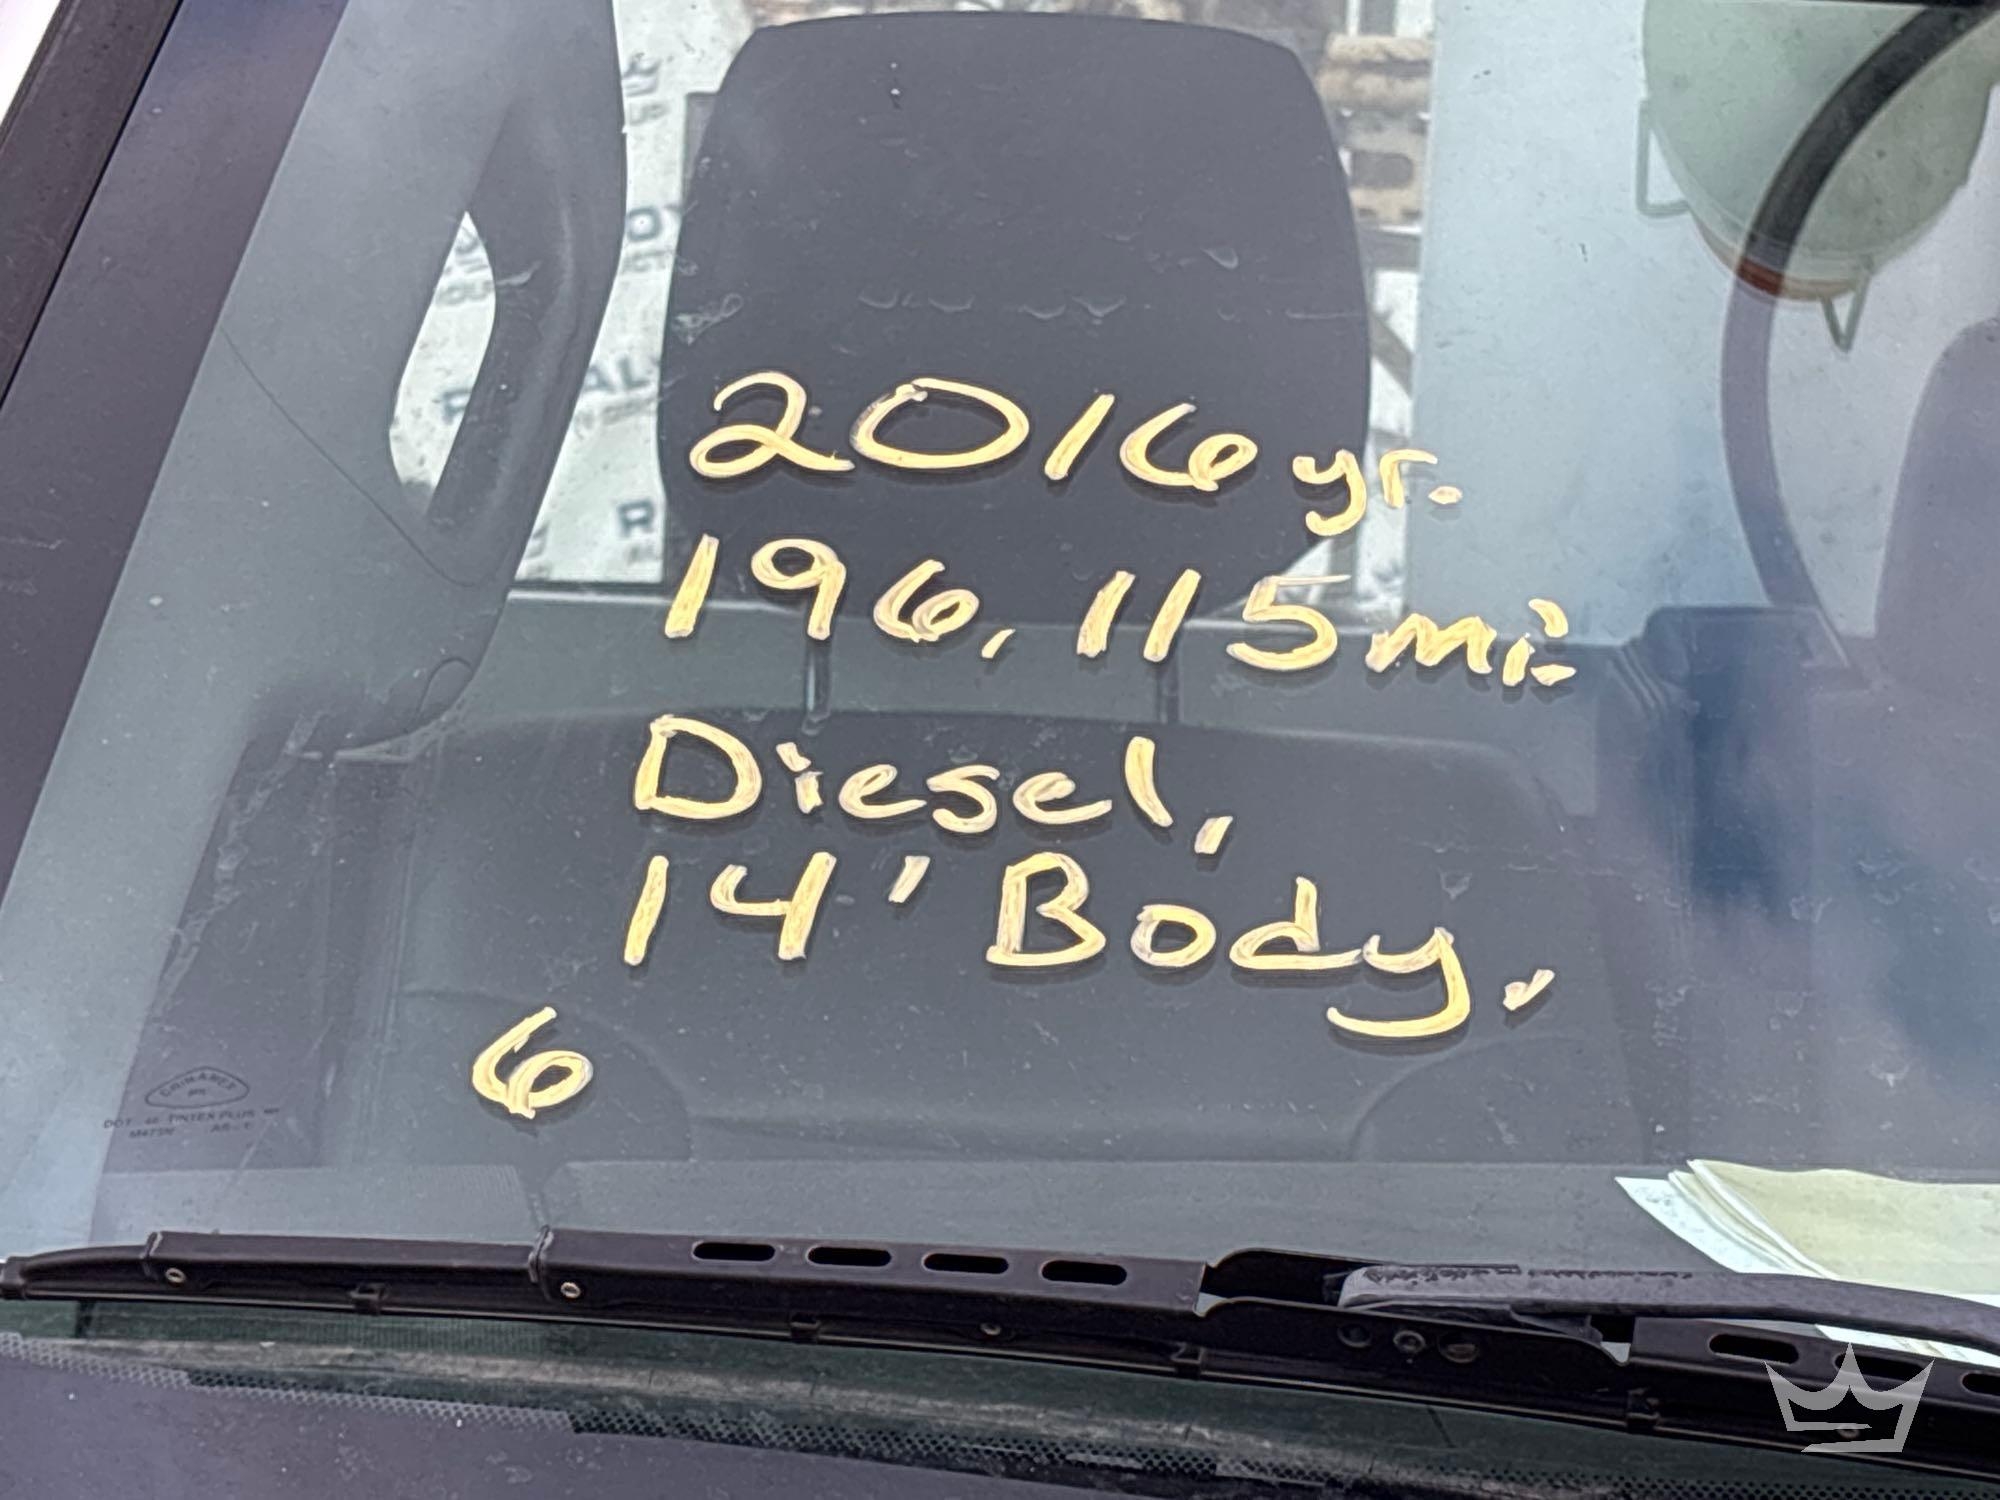 2016 yr.
196,115 mi.
Diesel,
14' Body,
6